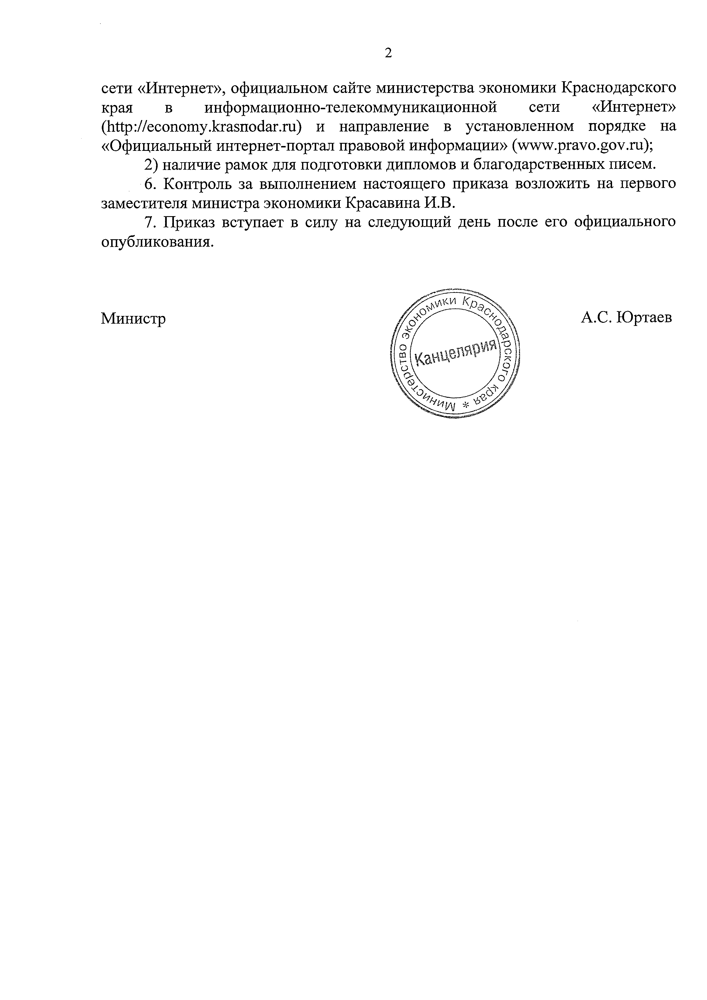 2
сети «Интернет», официальном сайте министерства экономики Краснодарского
края в информационно-телекоммуникационной сети «Интернет»
(http://economy.krasnodar.ru) и направление в установленном порядке на
«Официальный интернет-портал правовой информации» (www.pravo.gov.ru);
2) наличие рамок для подготовки дипломов и благодарственных писем.
6. Контроль за выполнением настоящего приказа возложить на первого
заместителя министра экономики Красавина И.В.
7. Приказ вступает в силу на следующий день после его официального
опубликования.
Министр
А.С. Юртаев
Министерство экономики Краснодарского края *
Канцелярия